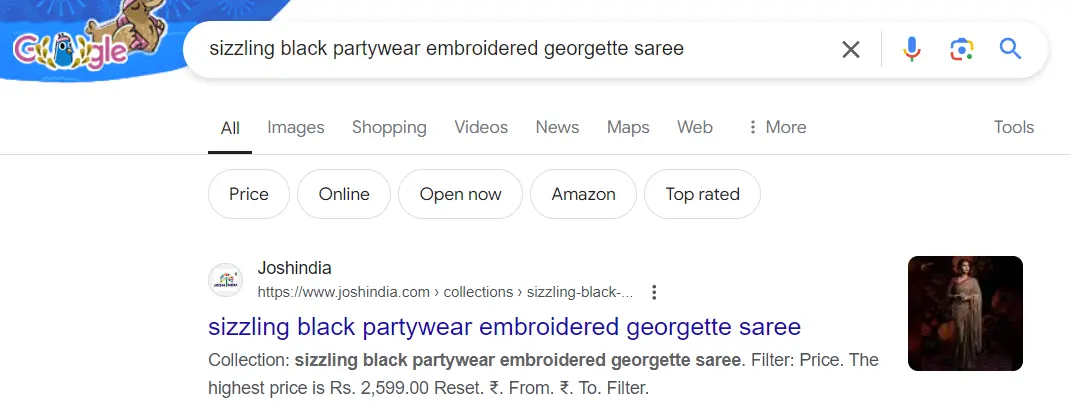 Google
sizzling black partywear embroidered georgette saree
All Images Shopping Videos News Maps Web More Tools
Price Online Open now Amazon Top rated
Joshindia
https://www.joshindia.com › collections › sizzling-black-...
sizzling black partywear embroidered georgette saree
Collection: sizzling black partywear embroidered georgette saree. Filter: Price. The
highest price is Rs. 2,599.00 Reset. ₹. From. ₹. To. Filter.